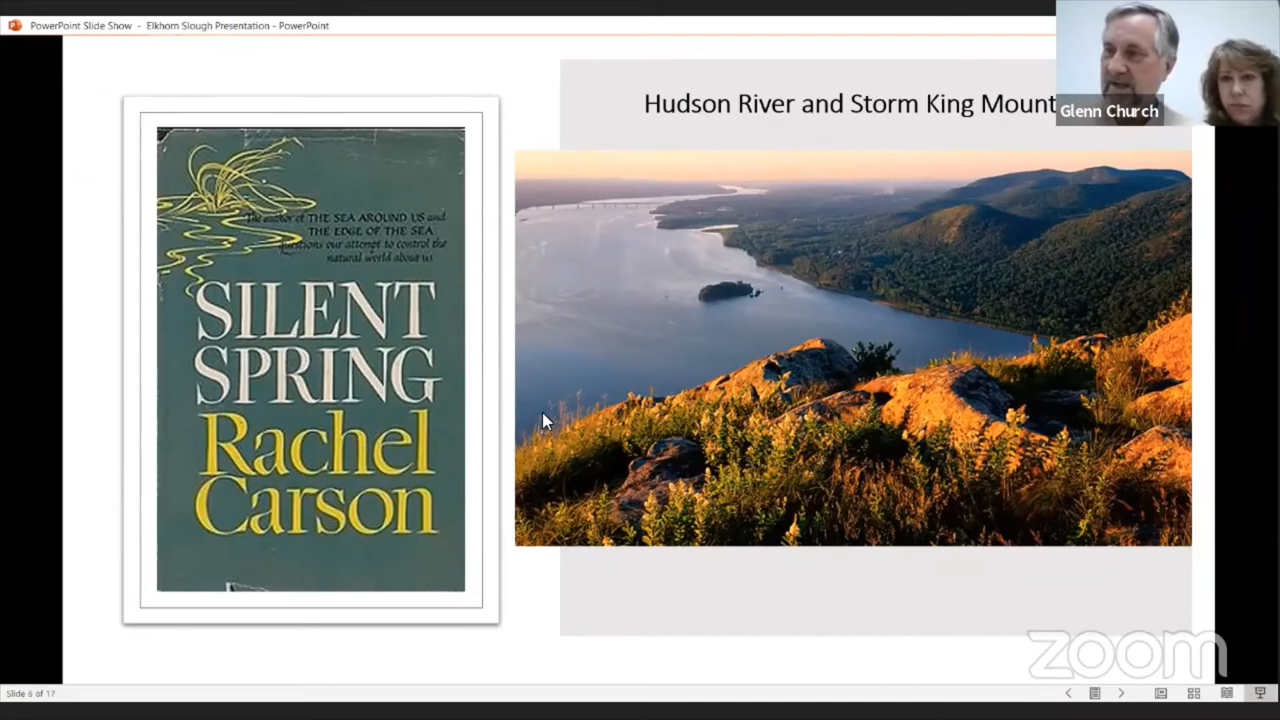 PowerPoint Slide Show - Elkhorn Slough Presentation - PowerPoint
Glenn Church
Hudson River and Storm King Mount
The author of THE SEA AROUND US and
THE EDGE OF THE SEA
questions our attempt to control the
natural world about us
SILENT
SPRING
Rachel
Carson
zoom
Slide 6 of 17